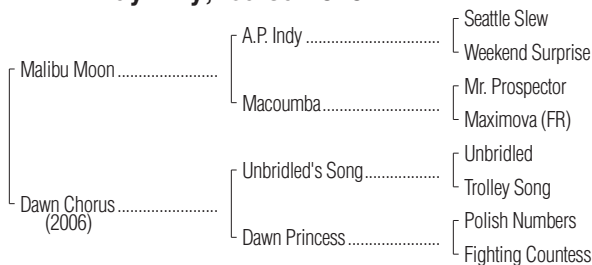 A.P. Indy
Seattle Slew
Weekend Surprise
Malibu Moon
Macoumba
Mr. Prospector
Maximova (FR)
Unbridled's Song
Unbridled
Trolley Song
Dawn Chorus
(2006)
Dawn Princess
Polish Numbers
Fighting Countess